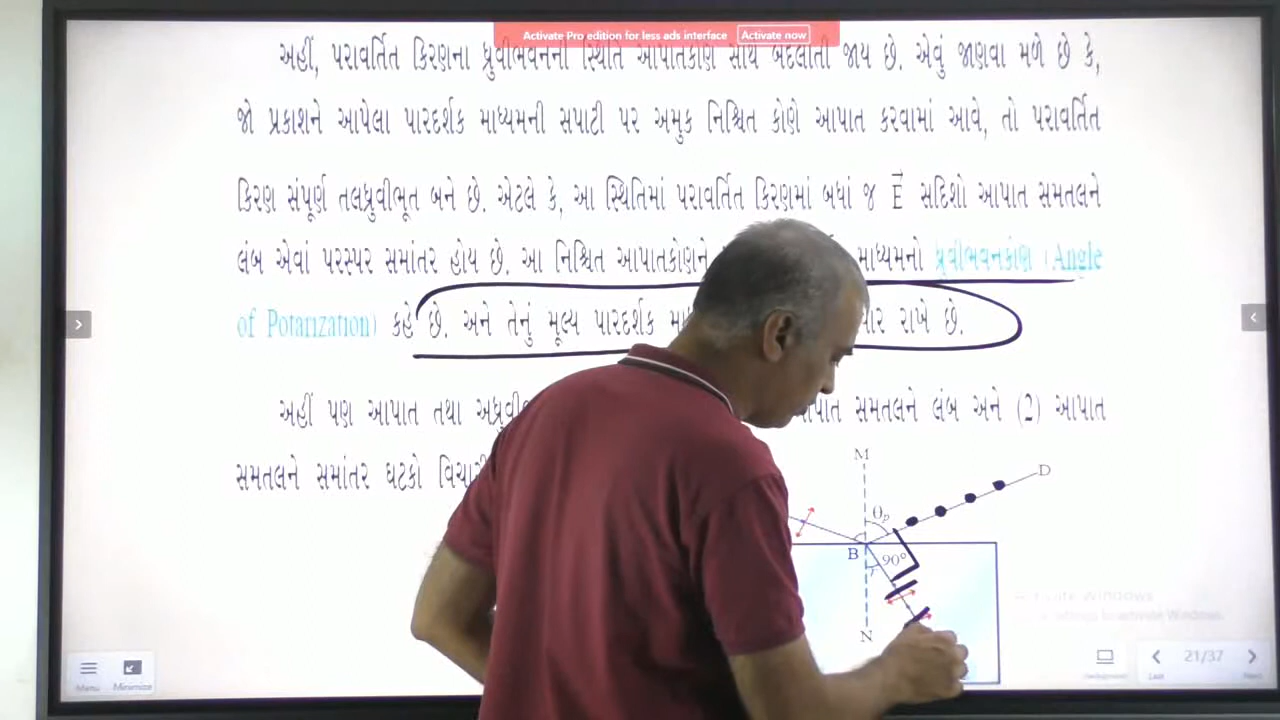 Activate Pro edition for less ads interface Activate now
અહીં, પરાવર્તિત કિરણના ધ્રુવીભવનની સ્થિતિ આપાતકોણ સાથે બદલાતી જાય છે. એવું જાણવા મળે છે કે,
જો પ્રકાશને આપેલા પારદર્શક માધ્યમની સપાટી પર અમુક નિશ્ચિત કોણે આપાત કરવામાં આવે, તો પરાવર્તિત
કિરણ સંપૂર્ણ તલધ્રુવીભૂત બને છે. એટલે કે, આ સ્થિતિમાં પરાવર્તિત કિરણમાં બધાં જ E સદિશો આપાત સમતલને
લંબ એવાં પરસ્પર સમાંતર હોય છે. આ નિશ્ચિત આપાતકોણને માધ્યમનો ધ્રુવીભવનકોણ (Angle
of Potarization) કહે છે. અને તેનું મૂલ્ય પારદર્શક રાખે છે.
અહીં પણ આપાત તથા સમતલને લંબ અને (2) આપાત
સમતલને સમાંતર ઘટકો
M
D
θp
B
90°
r
N
Menu
Minimize
21/37
Last
Next